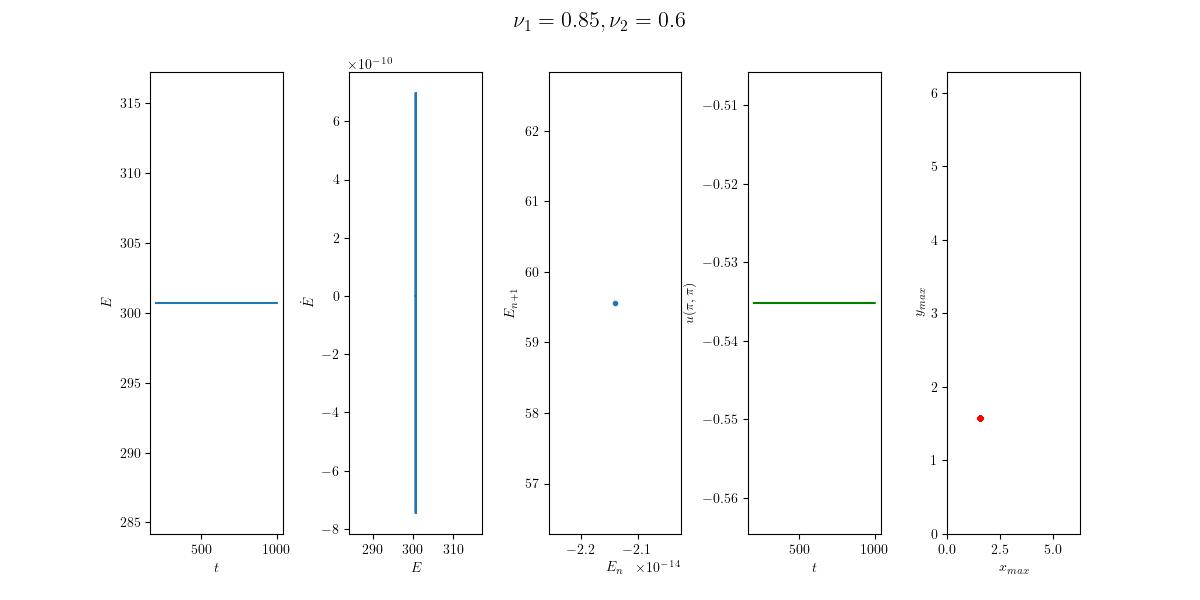 ν₁ = 0.85, ν₂ = 0.6
315
310
305
300
295
290
285
E
500 1000
t
×10⁻¹⁰
6
4
2
0
−2
−4
−6
−8
Ė
290 300 310
E
62
61
60
59
58
57
Eₙ₊₁
−2.2 −2.1
Eₙ ×10⁻¹⁴
−0.51
−0.52
−0.53
−0.54
−0.55
−0.56
u(π, π)
500 1000
t
6
5
4
3
2
1
0
y_max
0.0 2.5 5.0
x_max